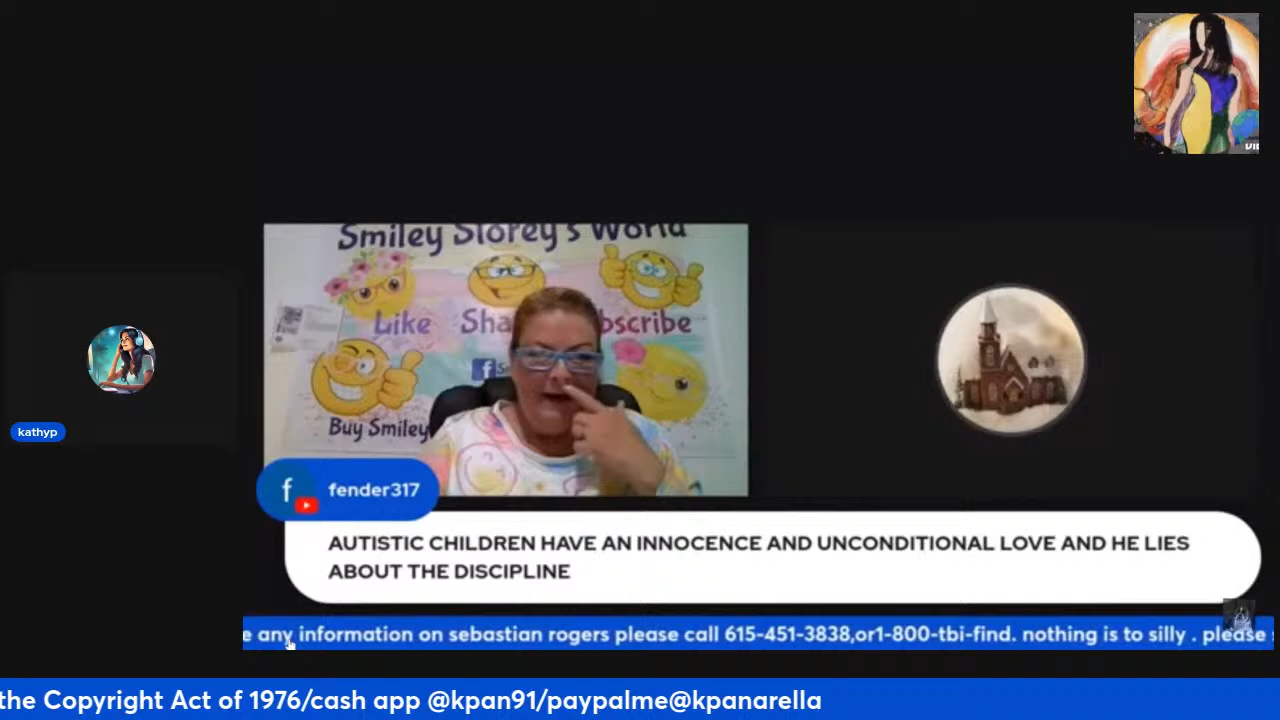 Smiley Storey's World
Like Sha bscribe
f S
Buy Smiley
kathyp
f fender317
AUTISTIC CHILDREN HAVE AN INNOCENCE AND UNCONDITIONAL LOVE AND HE LIES
ABOUT THE DISCIPLINE
e any information on sebastian rogers please call 615-451-3838,or1-800-tbi-find. nothing is to silly . please
the Copyright Act of 1976/cash app @kpan91/paypalme@kpanarella